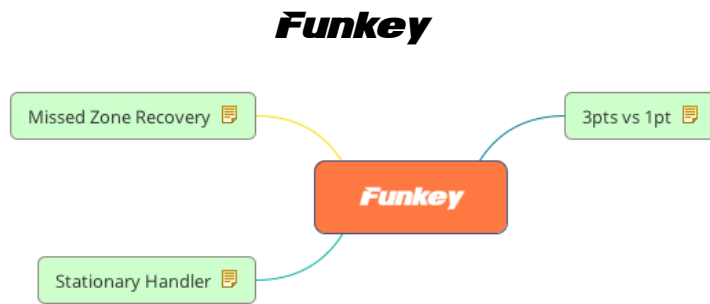 Funkey
Missed Zone Recovery
3pts vs 1pt
Funkey
Stationary Handler